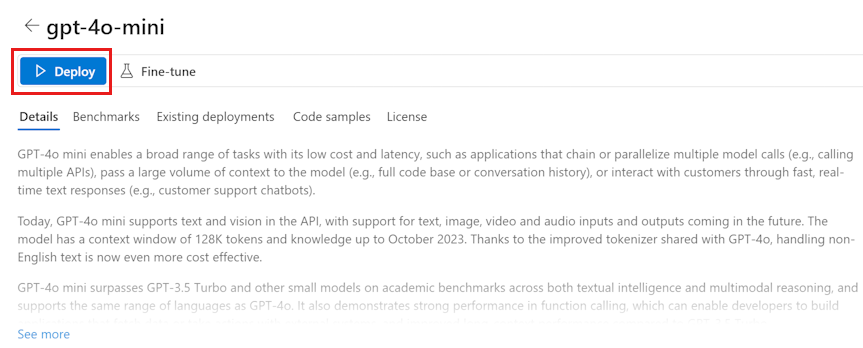 gpt-4o-mini
Deploy Fine-tune
Details Benchmarks Existing deployments Code samples License
GPT-4o mini enables a broad range of tasks with its low cost and latency, such as applications that chain or parallelize multiple model calls (e.g., calling
multiple APIs), pass a large volume of context to the model (e.g., full code base or conversation history), or interact with customers through fast, real-
time text responses (e.g., customer support chatbots).
Today, GPT-4o mini supports text and vision in the API, with support for text, image, video and audio inputs and outputs coming in the future. The
model has a context window of 128K tokens and knowledge up to October 2023. Thanks to the improved tokenizer shared with GPT-4o, handling non-
English text is now even more cost effective.
GPT-4o mini surpasses GPT-3.5 Turbo and other small models on academic benchmarks across both textual intelligence and multimodal reasoning, and
supports the same range of languages as GPT-4o. It also demonstrates strong performance in function calling, which can enable developers to build
See more